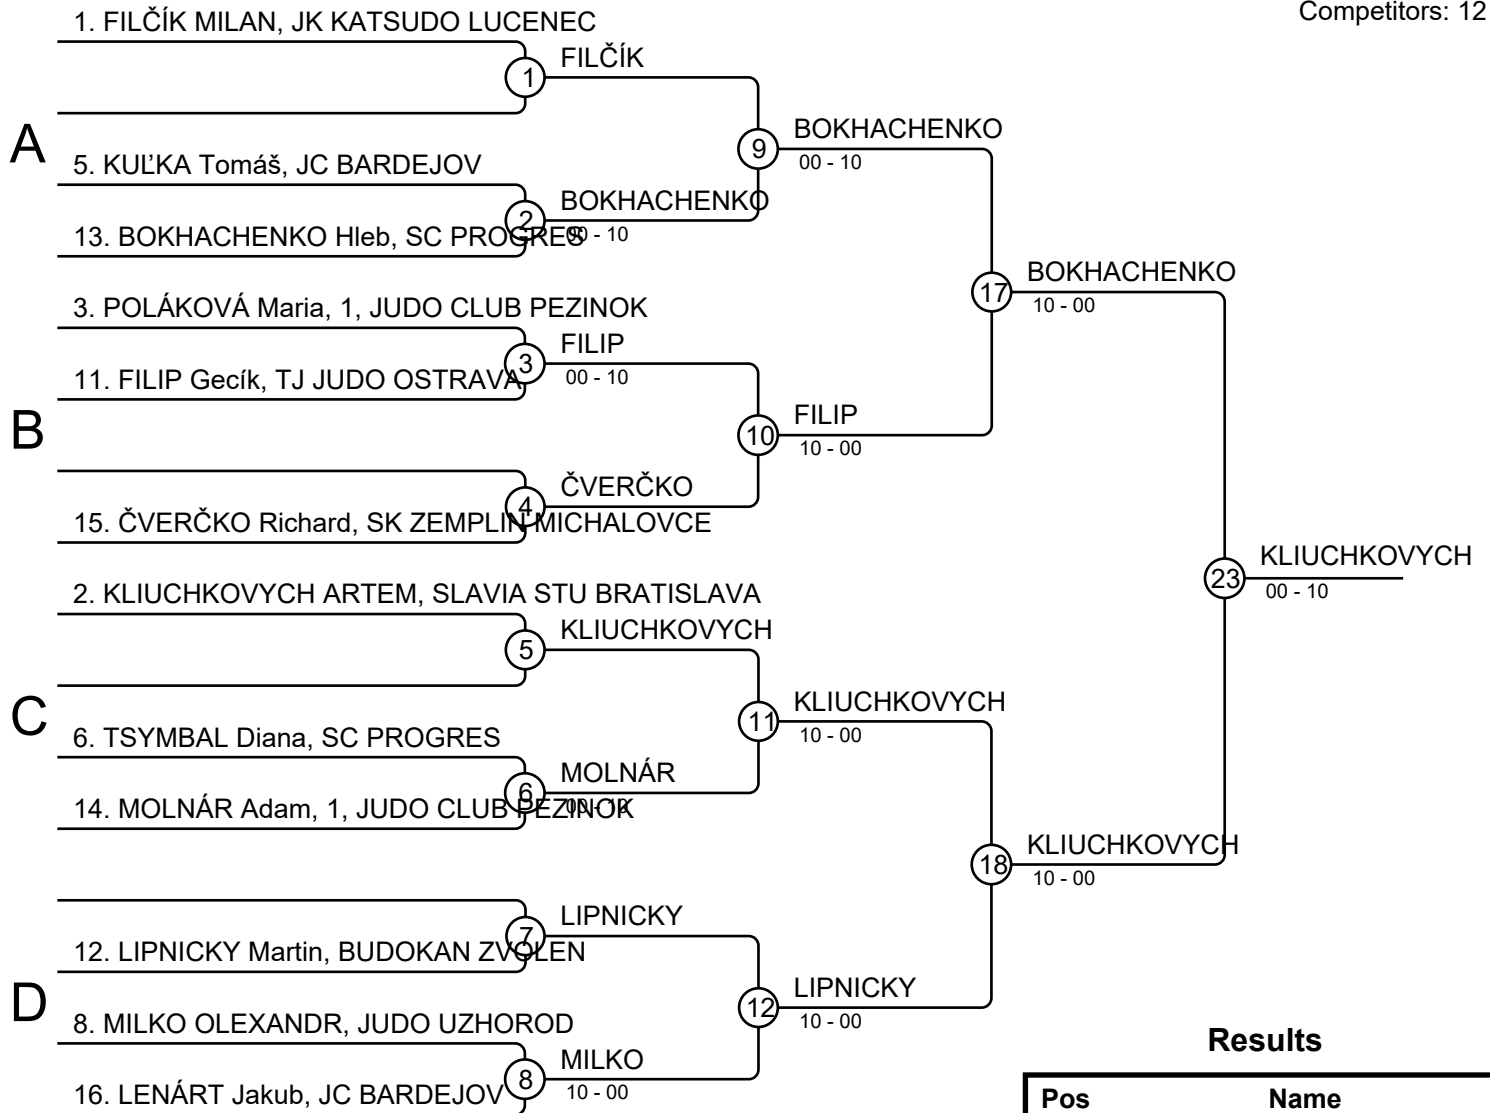 Competitors: 12
1. FILČÍK MILAN, JK KATSUDO LUCENEC
FILČÍK
1
A
BOKHACHENKO
9
00 - 10
5. KUĽKA Tomáš, JC BARDEJOV
BOKHACHENKO
2
00 - 10
13. BOKHACHENKO Hleb, SC PROGRES
BOKHACHENKO
17
10 - 00
3. POLÁKOVÁ Maria, 1, JUDO CLUB PEZINOK
FILIP
3
00 - 10
11. FILIP Gecík, TJ JUDO OSTRAVA
B
FILIP
10
10 - 00
ČVERČKO
4
15. ČVERČKO Richard, SK ZEMPLIN MICHALOVCE
KLIUCHKOVYCH
23
00 - 10
2. KLIUCHKOVYCH ARTEM, SLAVIA STU BRATISLAVA
KLIUCHKOVYCH
5
C
KLIUCHKOVYCH
11
10 - 00
6. TSYMBAL Diana, SC PROGRES
MOLNÁR
6
00 - 10
14. MOLNÁR Adam, 1, JUDO CLUB PEZINOK
KLIUCHKOVYCH
18
10 - 00
LIPNICKY
7
12. LIPNICKY Martin, BUDOKAN ZVOLEN
D
LIPNICKY
12
10 - 00
8. MILKO OLEXANDR, JUDO UZHOROD
MILKO
8
10 - 00
16. LENÁRT Jakub, JC BARDEJOV
Results
Pos Name